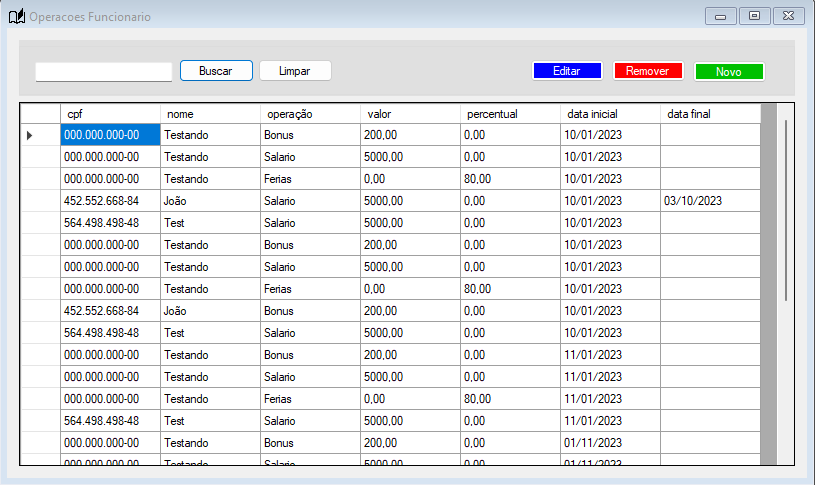 Operacoes Funcionario
Buscar Limpar Editar Remover Novo
cpf nome operação valor percentual data inicial data final
000.000.000-00 Testando Bonus 200,00 0,00 10/01/2023
000.000.000-00 Testando Salario 5000,00 0,00 10/01/2023
000.000.000-00 Testando Ferias 0,00 80,00 10/01/2023
452.552.668-84 João Salario 5000,00 0,00 10/01/2023 03/10/2023
564.498.498-48 Test Salario 5000,00 0,00 10/01/2023
000.000.000-00 Testando Bonus 200,00 0,00 10/01/2023
000.000.000-00 Testando Salario 5000,00 0,00 10/01/2023
000.000.000-00 Testando Ferias 0,00 80,00 10/01/2023
452.552.668-84 João Bonus 200,00 0,00 10/01/2023
564.498.498-48 Test Salario 5000,00 0,00 10/01/2023
000.000.000-00 Testando Bonus 200,00 0,00 11/01/2023
000.000.000-00 Testando Salario 5000,00 0,00 11/01/2023
000.000.000-00 Testando Ferias 0,00 80,00 11/01/2023
564.498.498-48 Test Salario 5000,00 0,00 11/01/2023
000.000.000-00 Testando Bonus 200,00 0,00 01/11/2023
000.000.000-00 Testando Salario 5000,00 0,00 01/11/2023